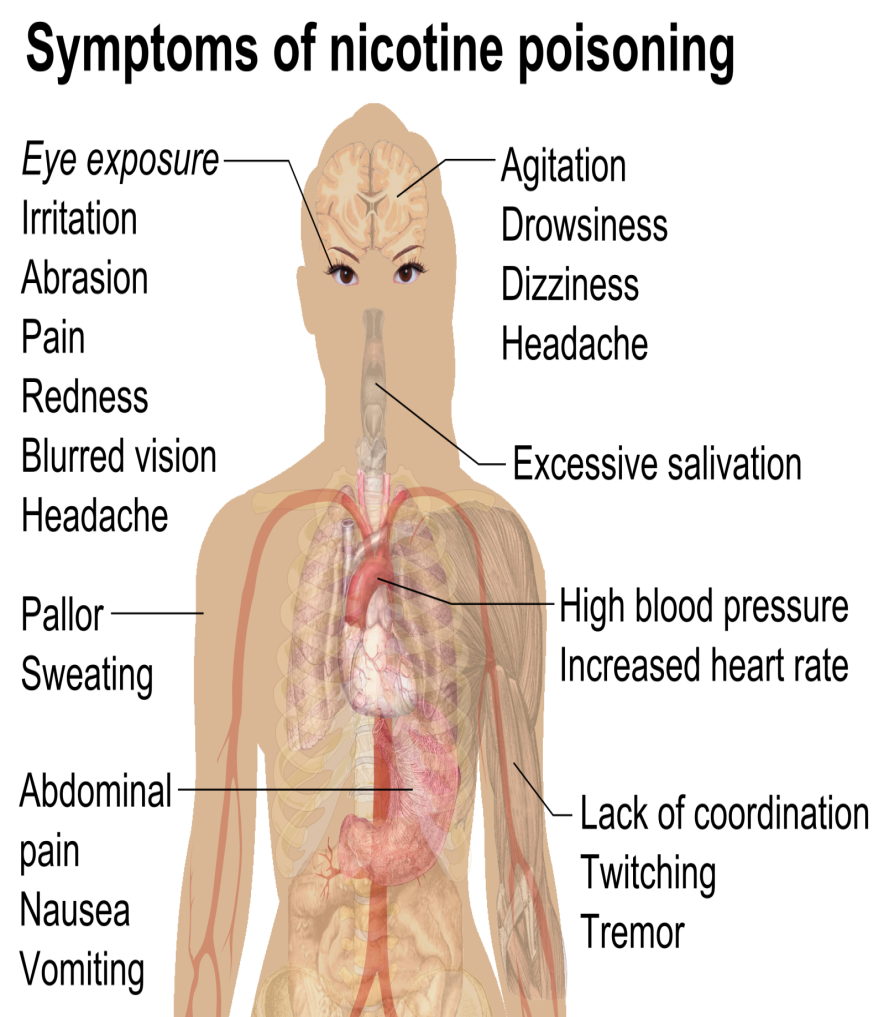 Symptoms of nicotine poisoning
Eye exposure
Irritation
Abrasion
Pain
Redness
Blurred vision
Headache
Agitation
Drowsiness
Dizziness
Headache
Excessive salivation
Pallor
Sweating
High blood pressure
Increased heart rate
Abdominal
pain
Nausea
Vomiting
Lack of coordination
Twitching
Tremor